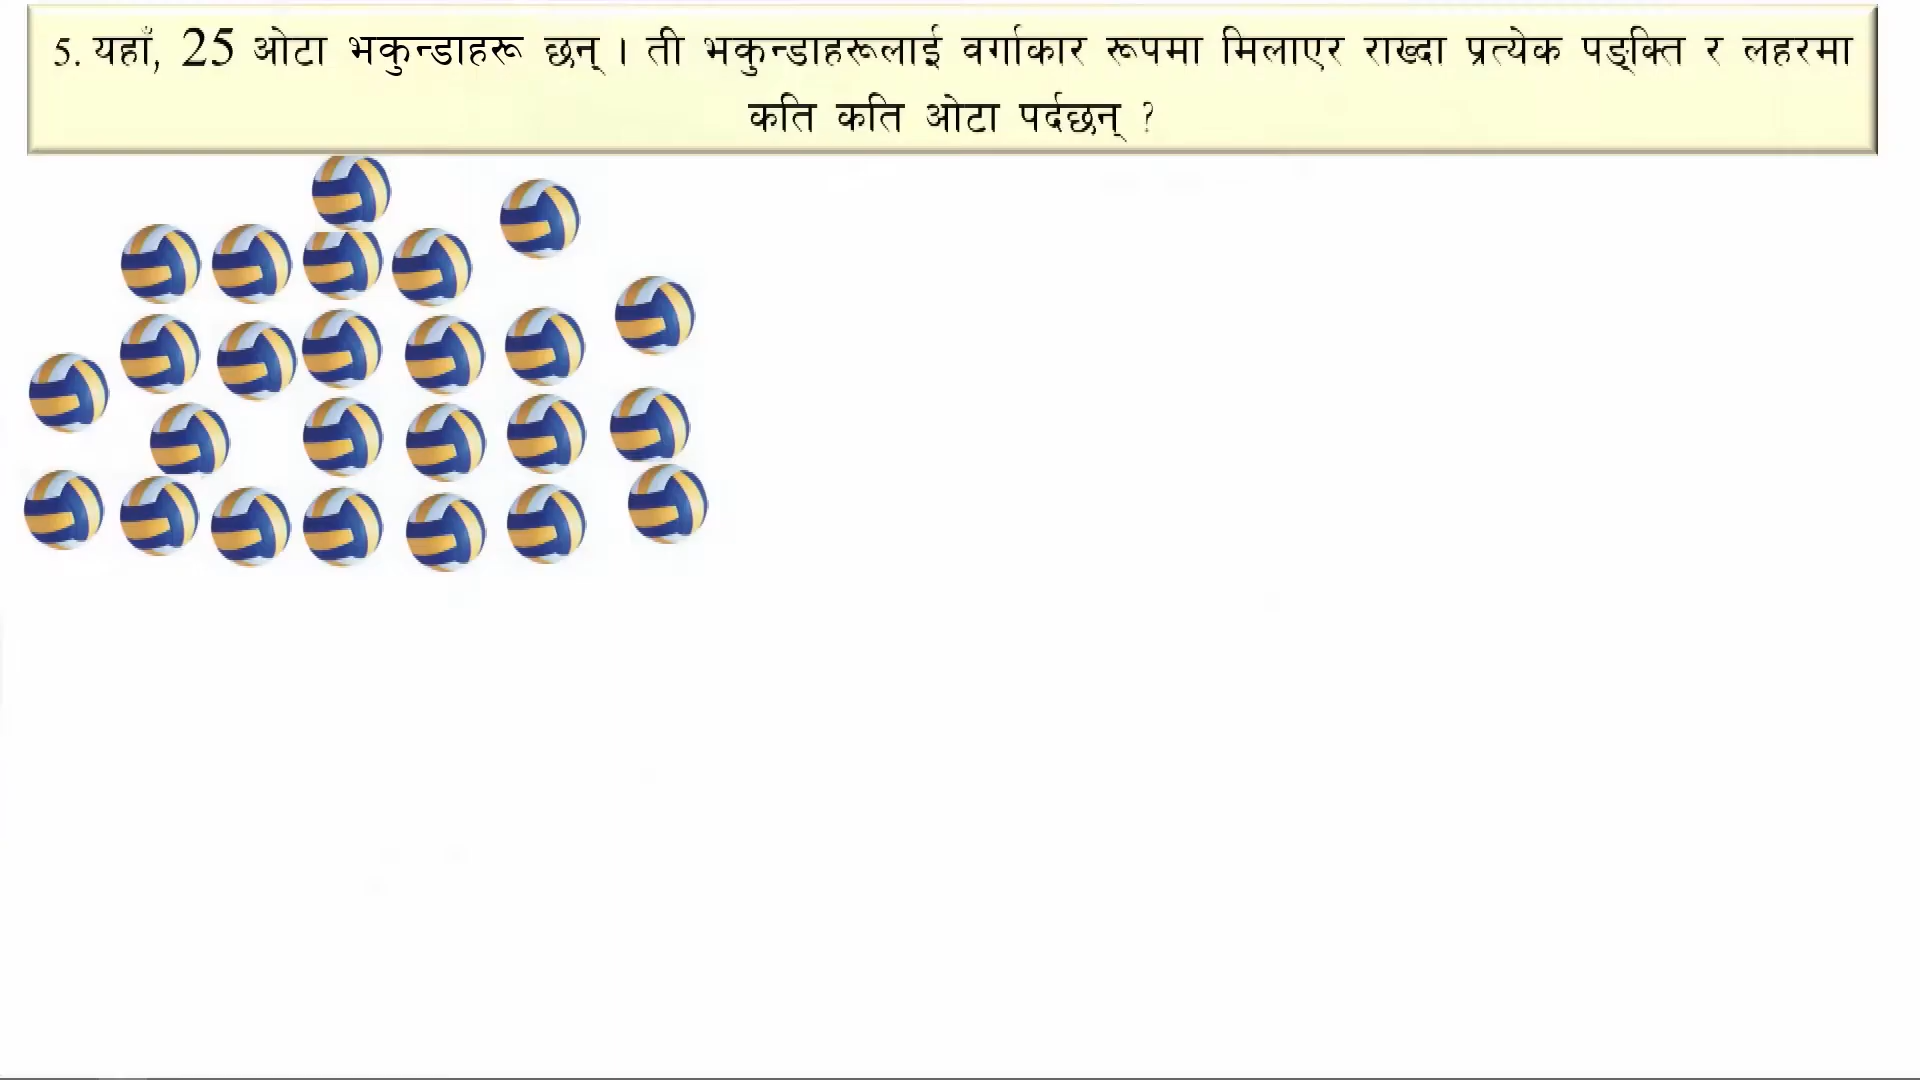 5. यहाँ, 25 ओटा भकुन्डाहरू छन् । ती भकुन्डाहरूलाई वर्गाकार रूपमा मिलाएर राख्दा प्रत्येक पङ्क्ति र लहरमा
कति कति ओटा पर्दछन् ?